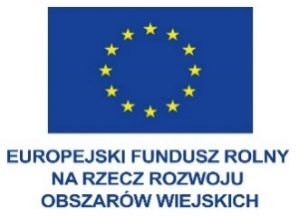 EUROPEJSKI FUNDUSZ ROLNY
NA RZECZ ROZWOJU
OBSZARÓW WIEJSKICH